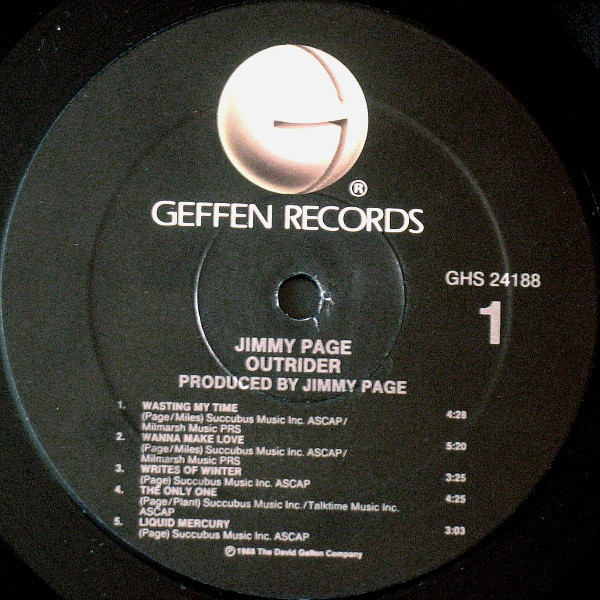 G
®
GEFFEN RECORDS
GHS 24188
1
JIMMY PAGE
OUTRIDER
PRODUCED BY JIMMY PAGE
1. WASTING MY TIME
(Page/Miles) Succubus Music Inc. ASCAP/ 4:28
Milmarsh Music PRS
2. WANNA MAKE LOVE
(Page/Miles) Succubus Music Inc. ASCAP/ 5:20
Milmarsh Music PRS
3. WRITES OF WINTER
(Page) Succubus Music Inc. ASCAP 3:25
4. THE ONLY ONE
(Page/Plant) Succubus Music Inc./Talktime Music Inc. 4:25
ASCAP
5. LIQUID MERCURY
(Page) Succubus Music Inc. ASCAP 3:03
℗ 1988 The David Geffen Company